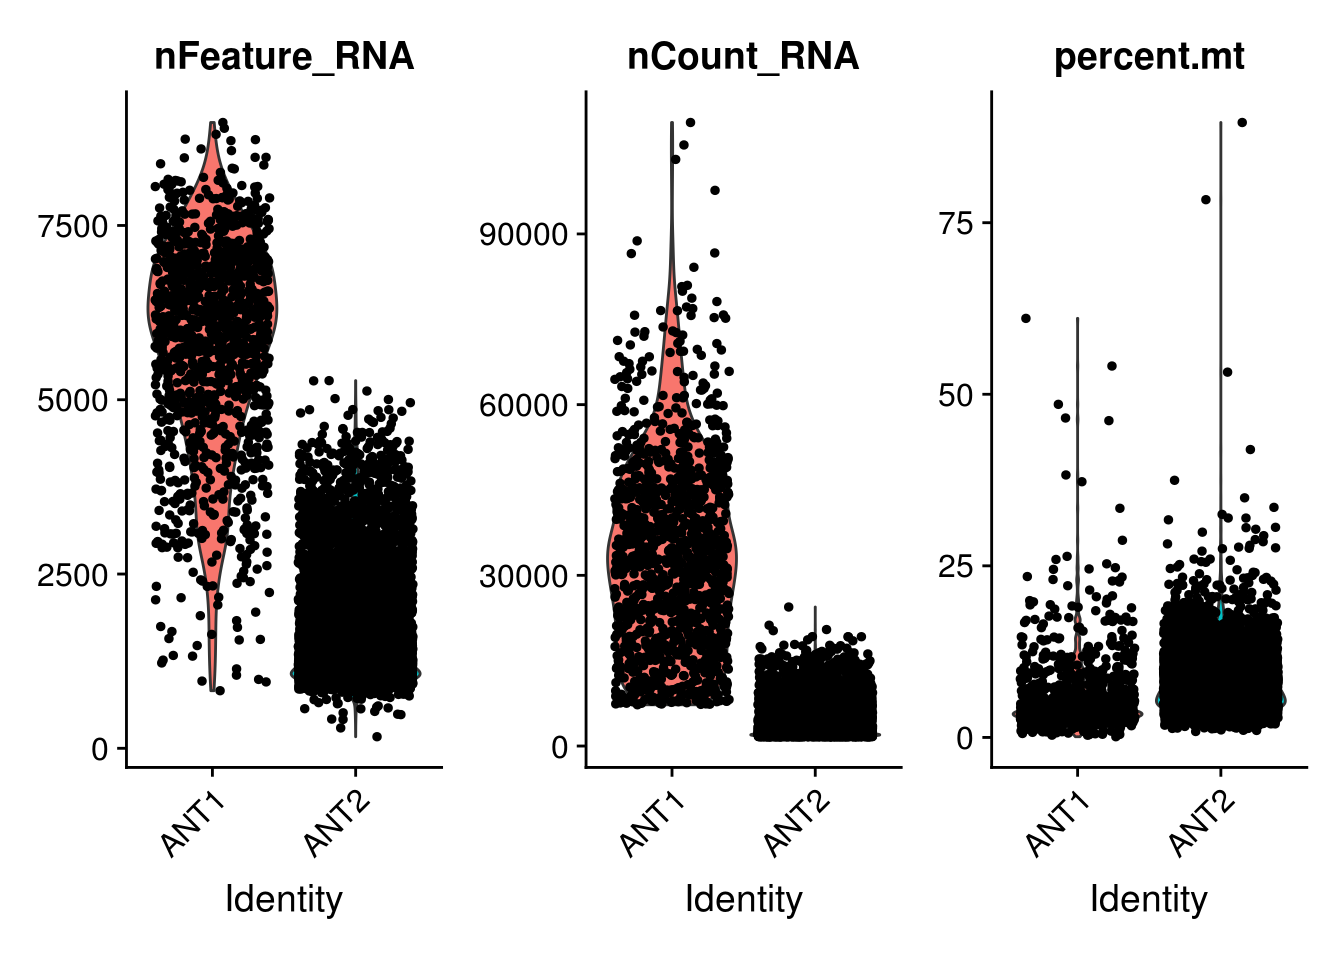 nFeature_RNA
7500
5000
2500
0
ANT1
ANT2
Identity
nCount_RNA
90000
60000
30000
0
ANT1
ANT2
Identity
percent.mt
75
50
25
0
ANT1
ANT2
Identity